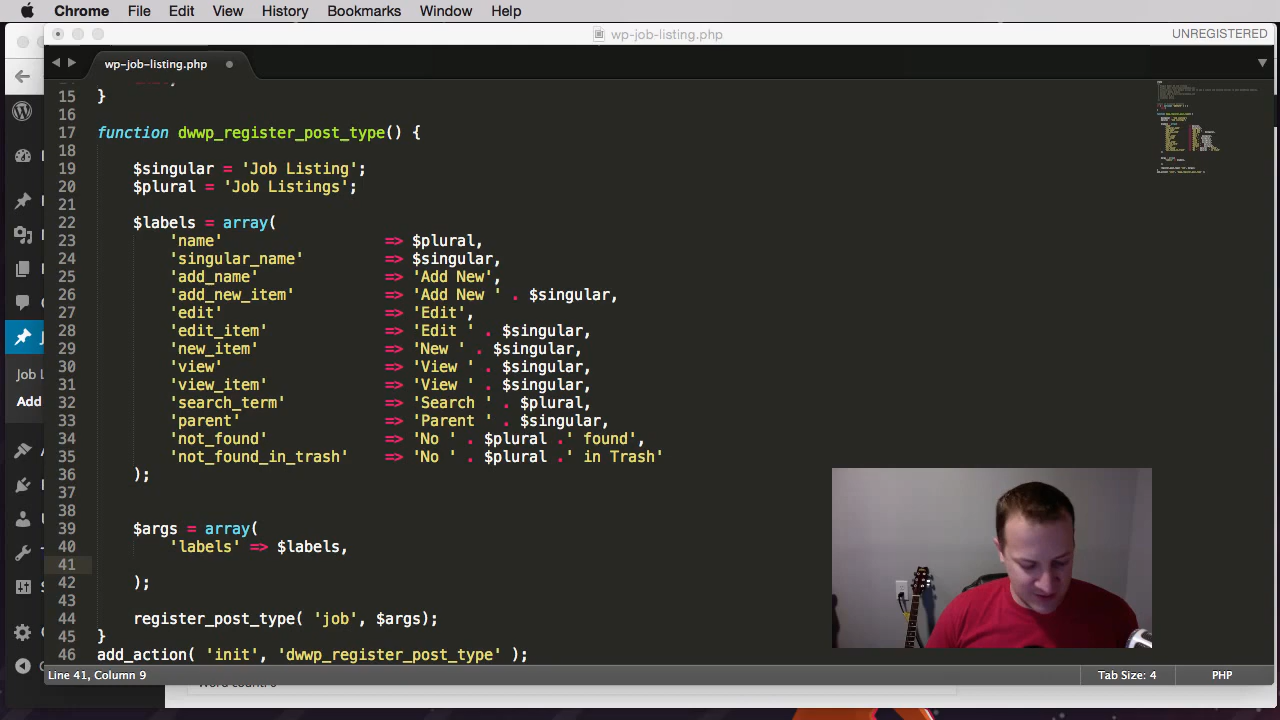 Chrome File Edit View History Bookmarks Window Help
wp-job-listing.php
UNREGISTERED
wp-job-listing.php
15 }
16
17 function dwwp_register_post_type() {
18
19 $singular = 'Job Listing';
20 $plural = 'Job Listings';
21
22 $labels = array(
23 'name' => $plural,
24 'singular_name' => $singular,
25 'add_name' => 'Add New',
26 'add_new_item' => 'Add New ' . $singular,
27 'edit' => 'Edit',
28 'edit_item' => 'Edit ' . $singular,
29 'new_item' => 'New ' . $singular,
30 'view' => 'View ' . $singular,
31 'view_item' => 'View ' . $singular,
32 'search_term' => 'Search ' . $plural,
33 'parent' => 'Parent ' . $singular,
34 'not_found' => 'No ' . $plural .' found',
35 'not_found_in_trash' => 'No ' . $plural .' in Trash'
36 );
37
38
39 $args = array(
40 'labels' => $labels,
41
42 );
43
44 register_post_type( 'job', $args);
45 }
46 add_action( 'init', 'dwwp_register_post_type' );
Job L
Add
Line 41, Column 9
Tab Size: 4
PHP